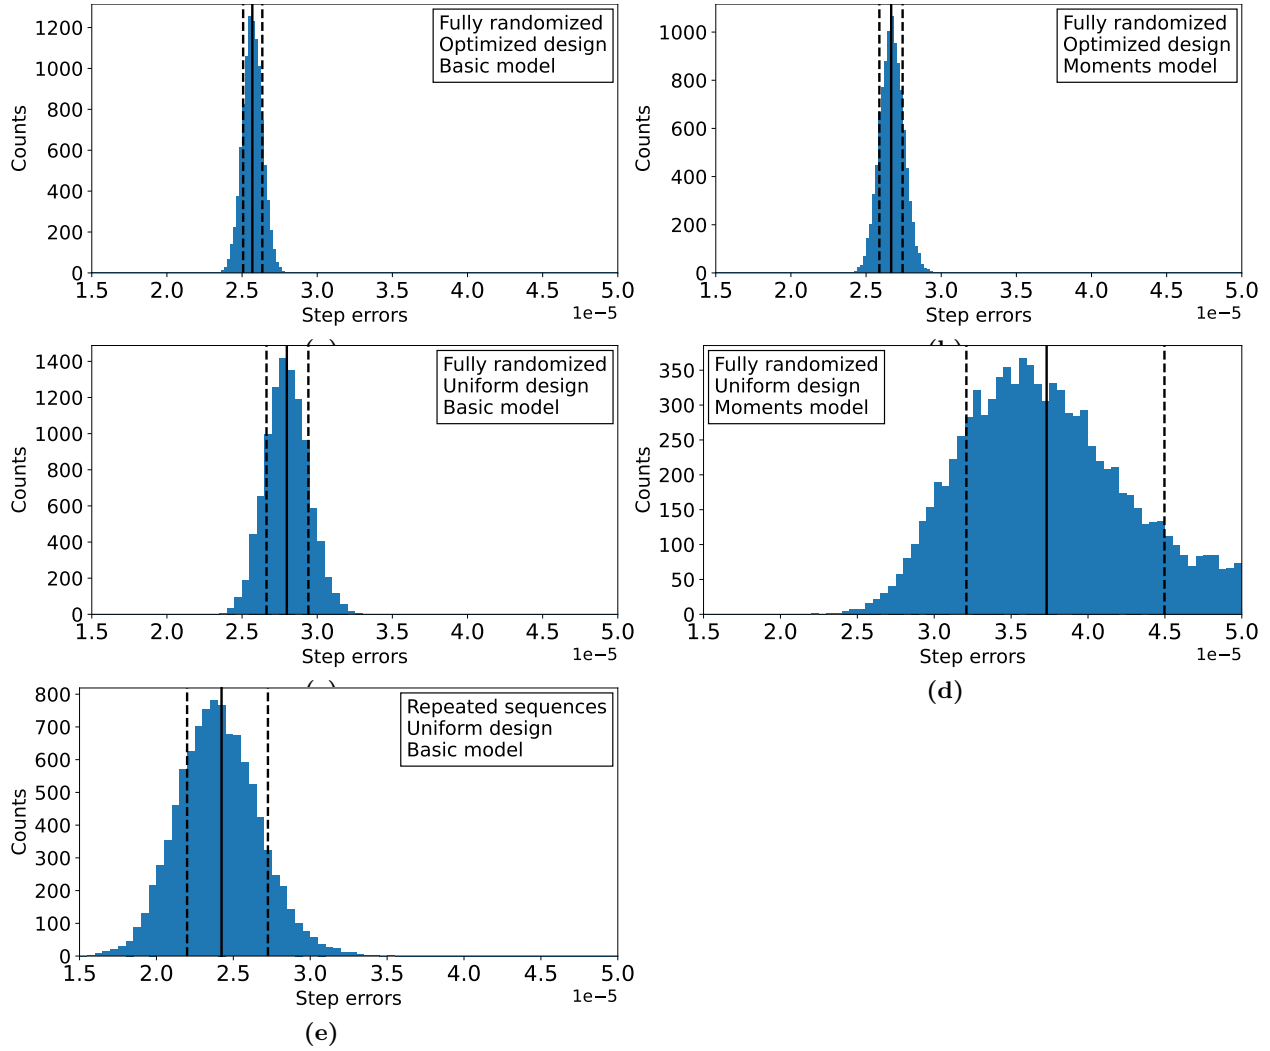 1200
1000
800
600
400
200
0
Counts
Fully randomized
Optimized design
Basic model
1.5 2.0 2.5 3.0 3.5 4.0 4.5 5.0
Step errors
1e−5
1000
800
600
400
200
0
Counts
Fully randomized
Optimized design
Moments model
1.5 2.0 2.5 3.0 3.5 4.0 4.5 5.0
Step errors
1e−5
1400
1200
1000
800
600
400
200
0
Counts
Fully randomized
Uniform design
Basic model
1.5 2.0 2.5 3.0 3.5 4.0 4.5 5.0
Step errors
1e−5
350
300
250
200
150
100
50
0
Counts
Fully randomized
Uniform design
Moments model
1.5 2.0 2.5 3.0 3.5 4.0 4.5 5.0
Step errors
1e−5
(d)
800
700
600
500
400
300
200
100
0
Counts
Repeated sequences
Uniform design
Basic model
1.5 2.0 2.5 3.0 3.5 4.0 4.5 5.0
Step errors
1e−5
(e)